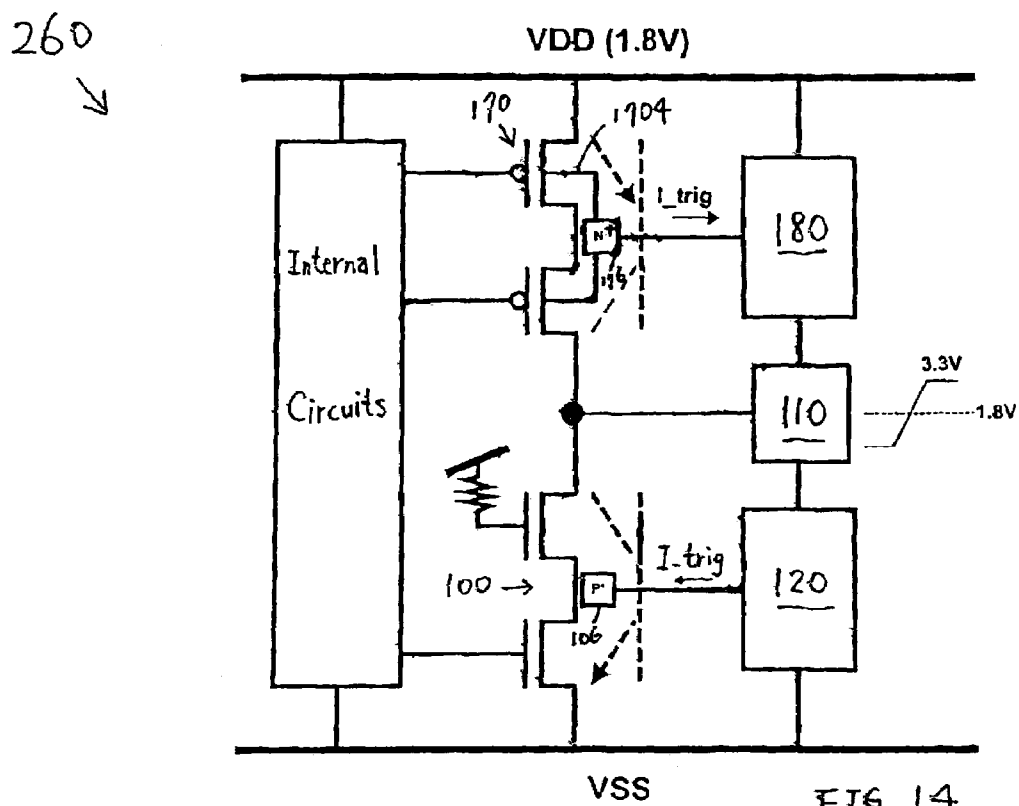 260
VDD (1.8V)
170
1704
I_trig
180
N+
Internal
Circuits
110
3.3V
1.8V
I_trig
100
P+
106
120
VSS
FIG. 14